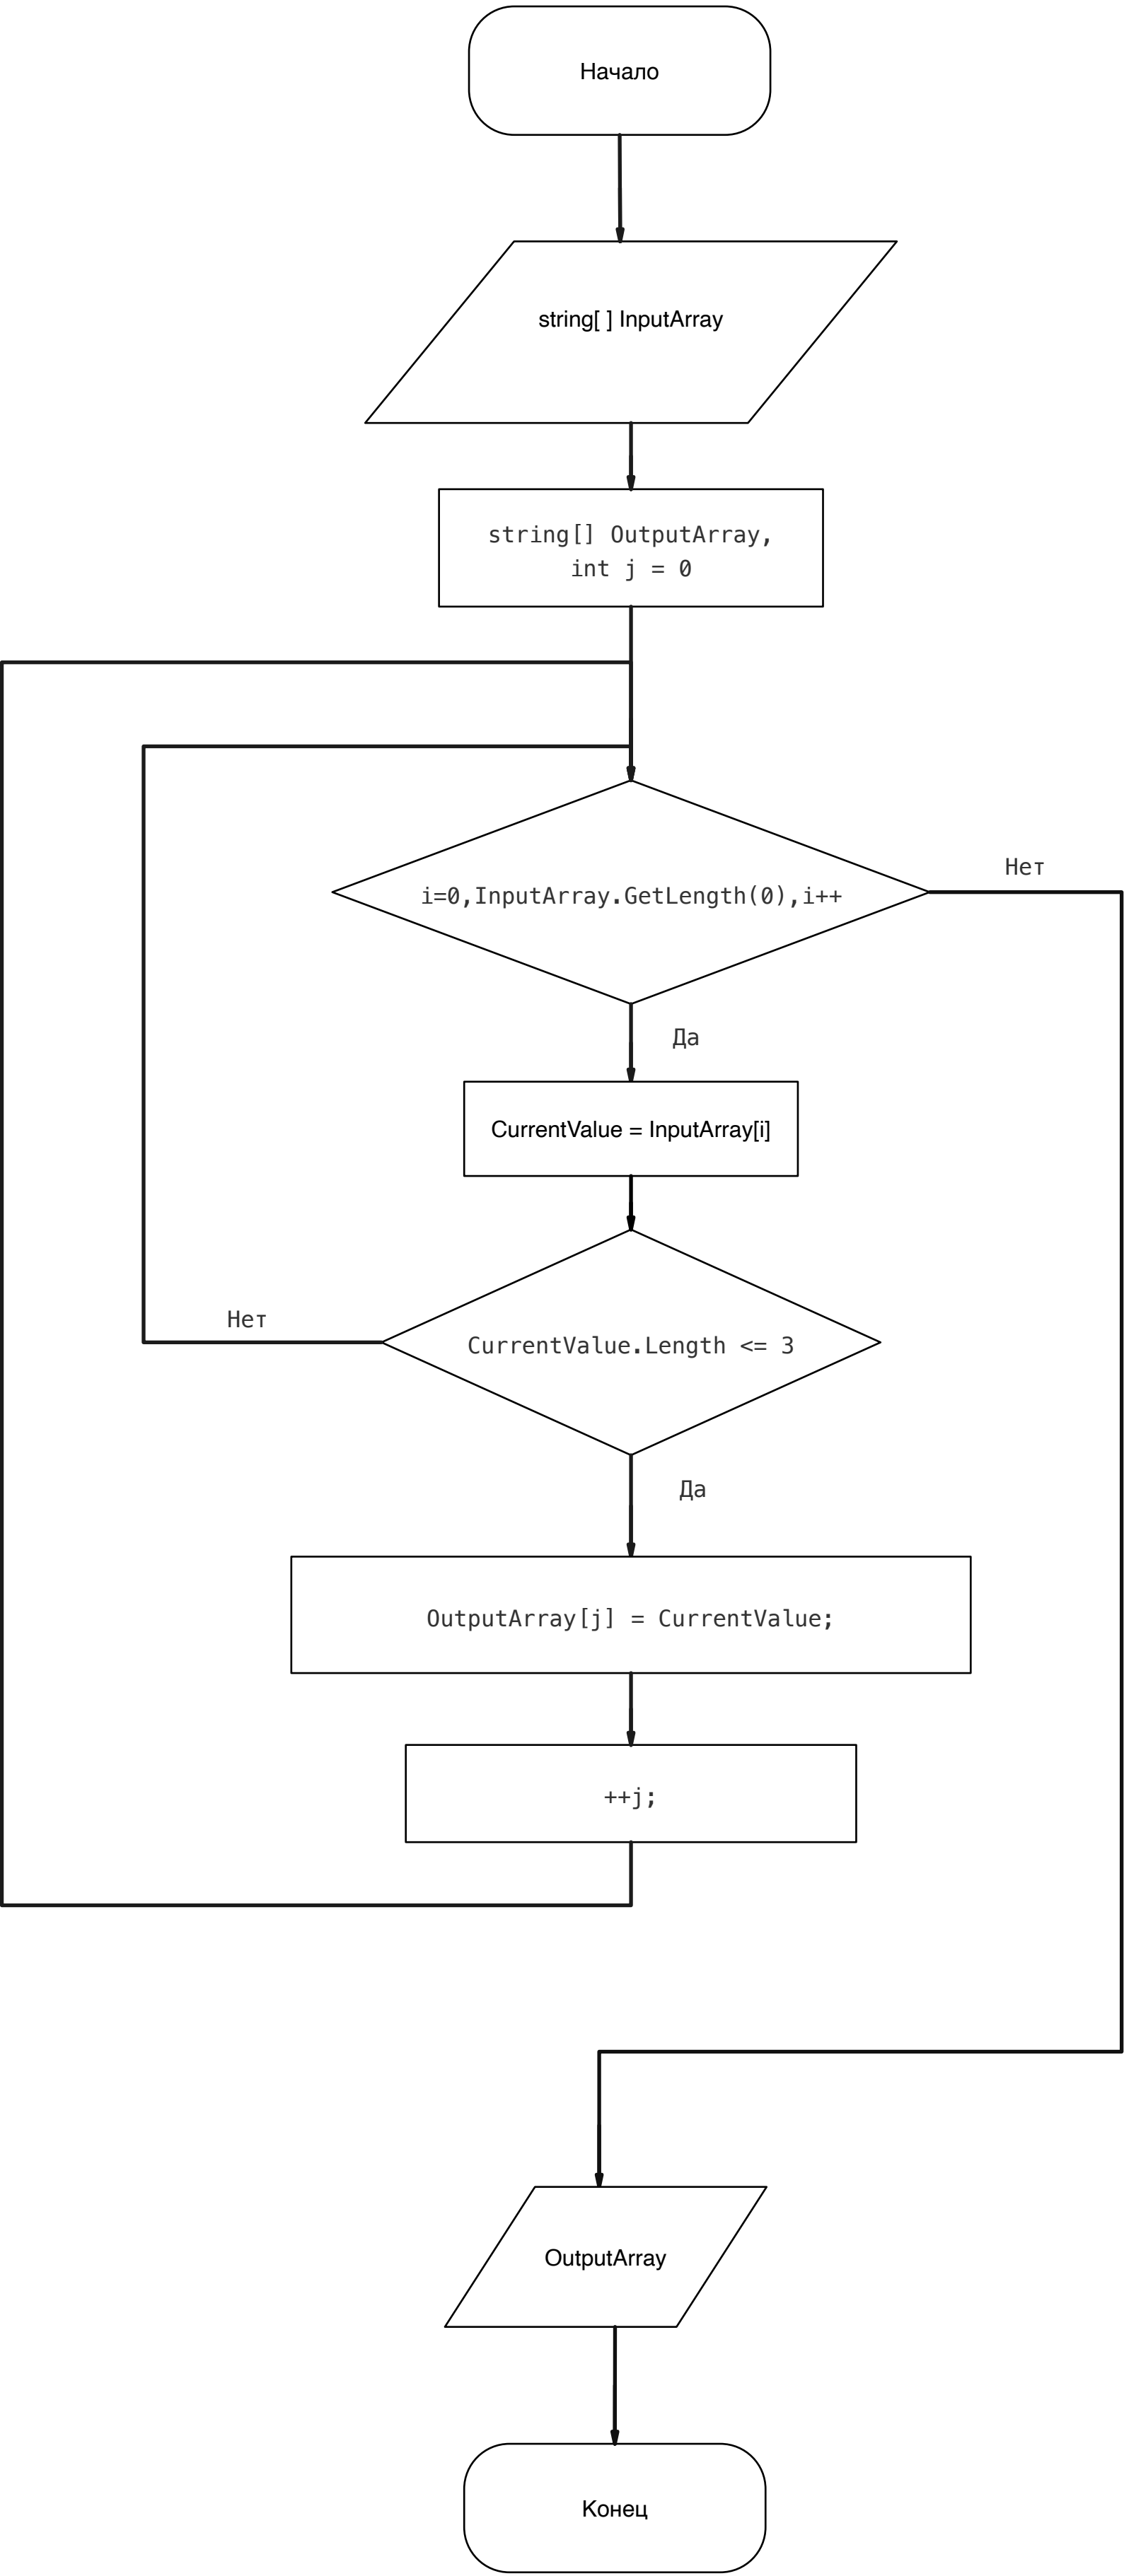 Начало
string[ ] InputArray
string[] OutputArray,
int j = 0
i=0,InputArray.GetLength(0),i++
Нет
Да
CurrentValue = InputArray[i]
CurrentValue.Length <= 3
Нет
Да
OutputArray[j] = CurrentValue;
++j;
OutputArray
Конец